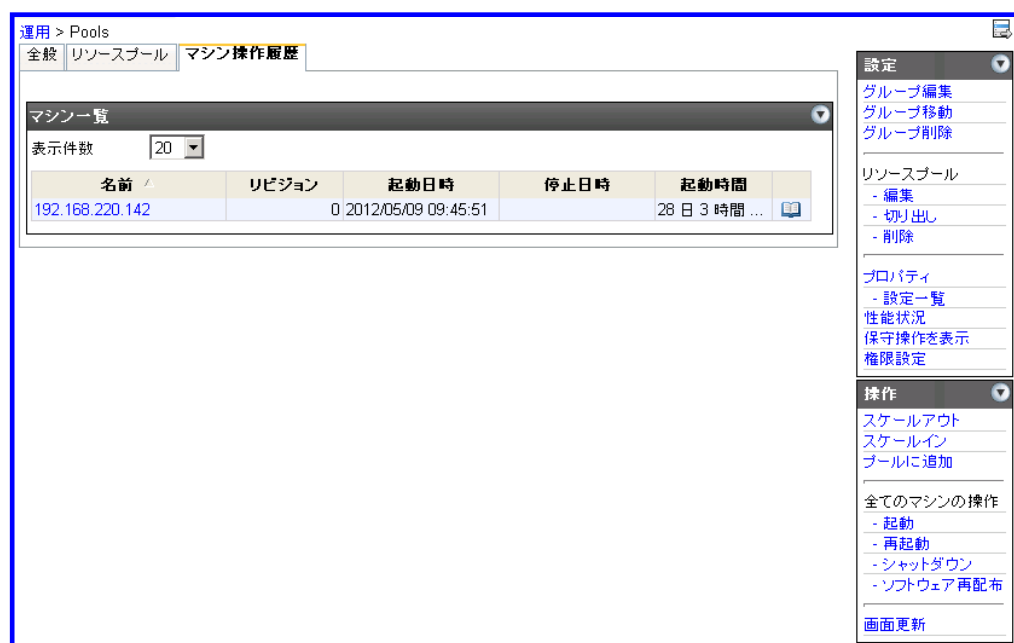 運用 > Pools
全般 リソースプール マシン操作履歴
マシン一覧
表示件数 20
名前 リビジョン 起動日時 停止日時 起動時間
192.168.220.142 0 2012/05/09 09:45:51 28 日 3 時間 ...
設定
グループ編集
グループ移動
グループ削除
リソースプール
- 編集
- 切り出し
- 削除
プロパティ
- 設定一覧
性能状況
保守操作を表示
権限設定
操作
スケールアウト
スケールイン
プールに追加
全てのマシンの操作
- 起動
- 再起動
- シャットダウン
- ソフトウェア再配布
画面更新